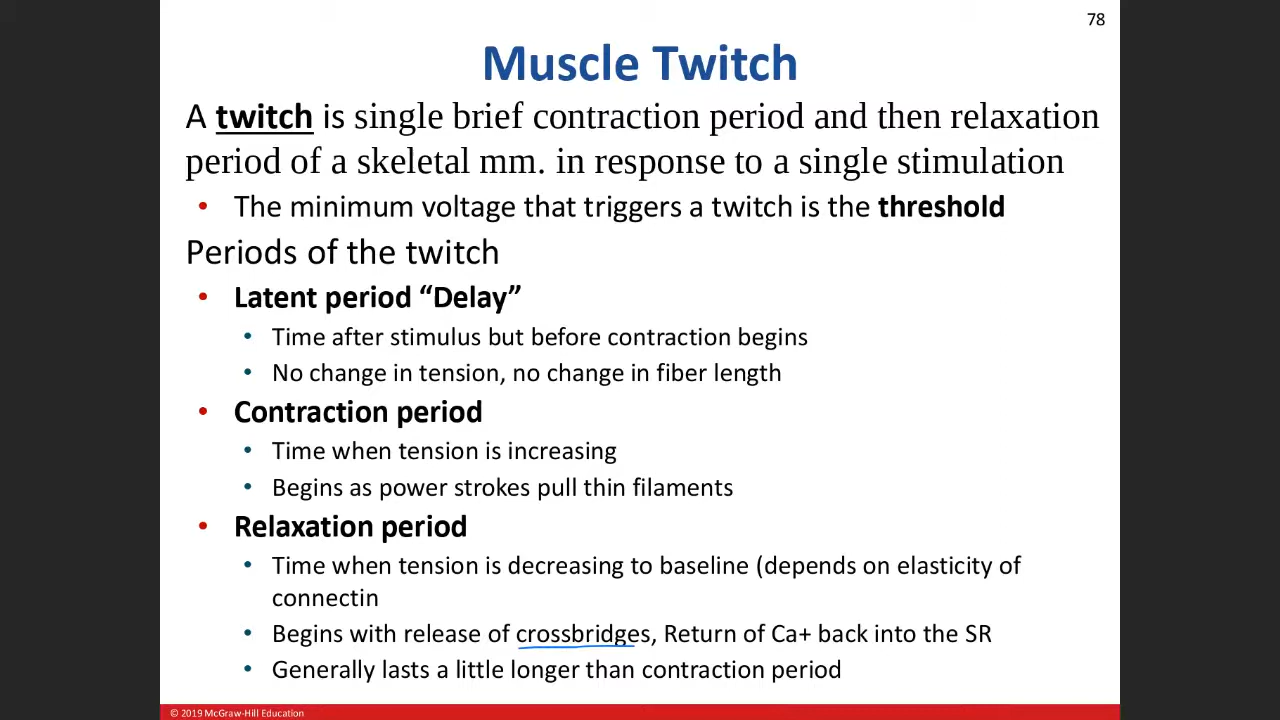 78
Muscle Twitch
A twitch is single brief contraction period and then relaxation
period of a skeletal mm. in response to a single stimulation
• The minimum voltage that triggers a twitch is the threshold
Periods of the twitch
• Latent period “Delay”
• Time after stimulus but before contraction begins
• No change in tension, no change in fiber length
• Contraction period
• Time when tension is increasing
• Begins as power strokes pull thin filaments
• Relaxation period
• Time when tension is decreasing to baseline (depends on elasticity of
connectin
• Begins with release of crossbridges, Return of Ca+ back into the SR
• Generally lasts a little longer than contraction period
© 2019 McGraw-Hill Education